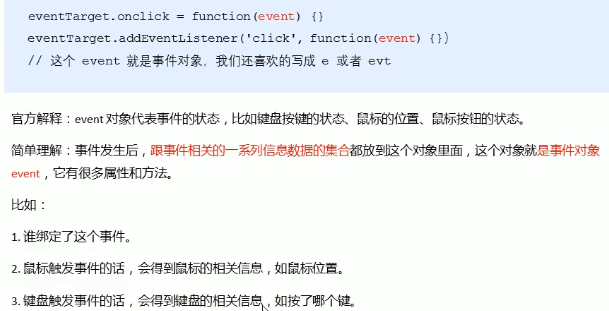 eventTarget.onclick = function(event) {}
eventTarget.addEventListener('click', function(event) {})
// 这个 event 就是事件对象，我们还喜欢的写成 e 或者 evt
官方解释：event 对象代表事件的状态，比如键盘按键的状态、鼠标的位置、鼠标按钮的状态。
简单理解：事件发生后，跟事件相关的一系列信息数据的集合都放到这个对象里面，这个对象就是事件对象
event，它有很多属性和方法。
比如：
1. 谁绑定了这个事件。
2. 鼠标触发事件的话，会得到鼠标的相关信息，如鼠标位置。
3. 键盘触发事件的话，会得到键盘的相关信息，如按了哪个键。